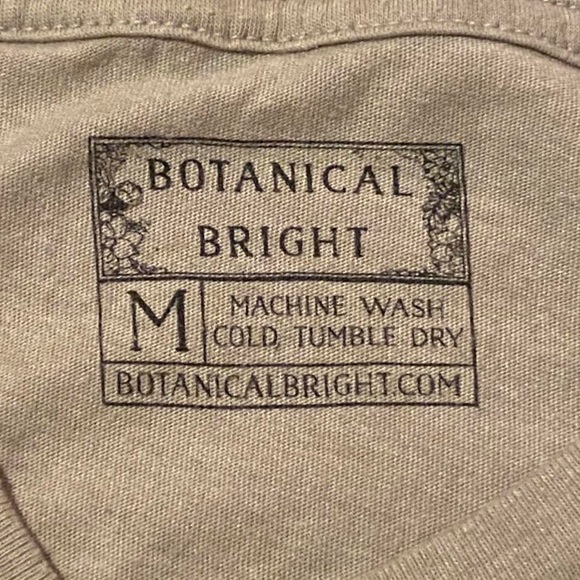 BOTANICAL
BRIGHT
M
MACHINE WASH
COLD, TUMBLE DRY
BOTANICALBRIGHT.COM